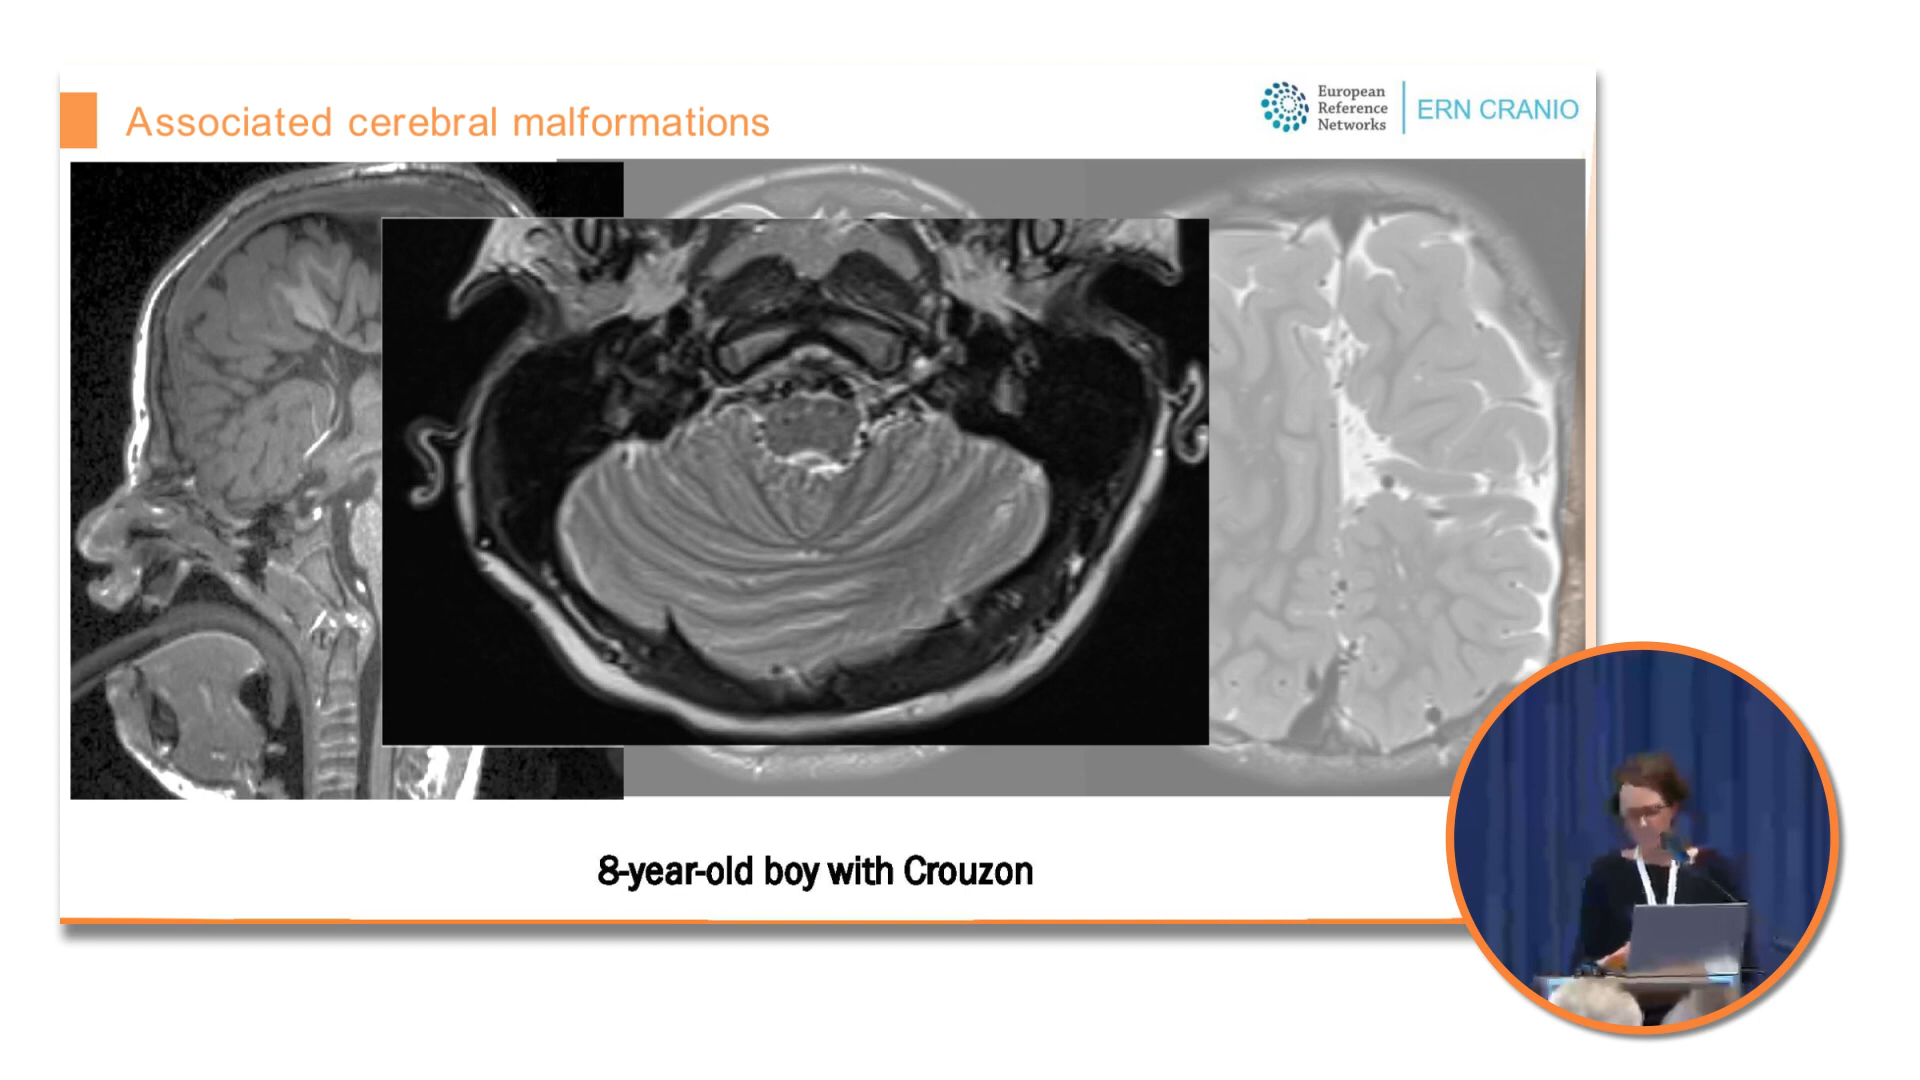 Associated cerebral malformations
European
Reference
Networks
ERN CRANIO
8-year-old boy with Crouzon